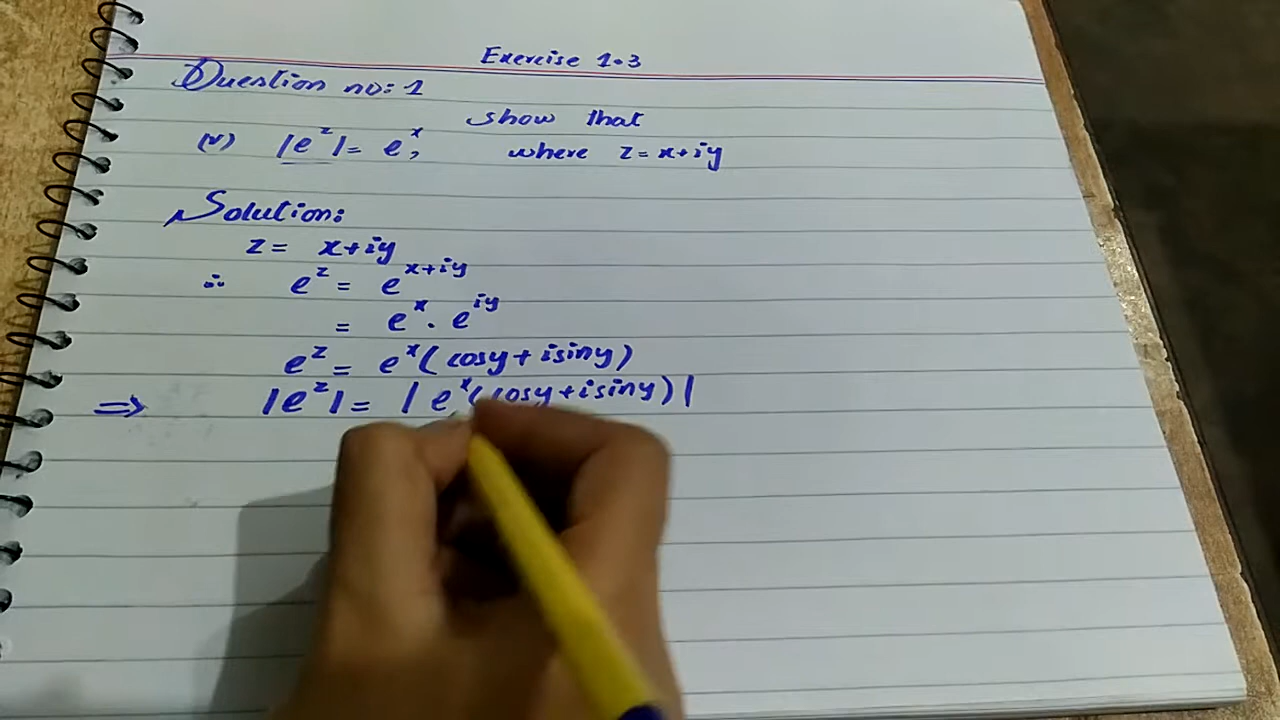 Exercise 1.3
Question no: 1
show that
(v) |e^z| = e^x, where z = x+iy
Solution:
z = x+iy
∴ e^z = e^{x+iy}
= e^x . e^{iy}
e^z = e^x (cosy + isiny)
⇒ |e^z| = | e^x (cosy + isiny) |